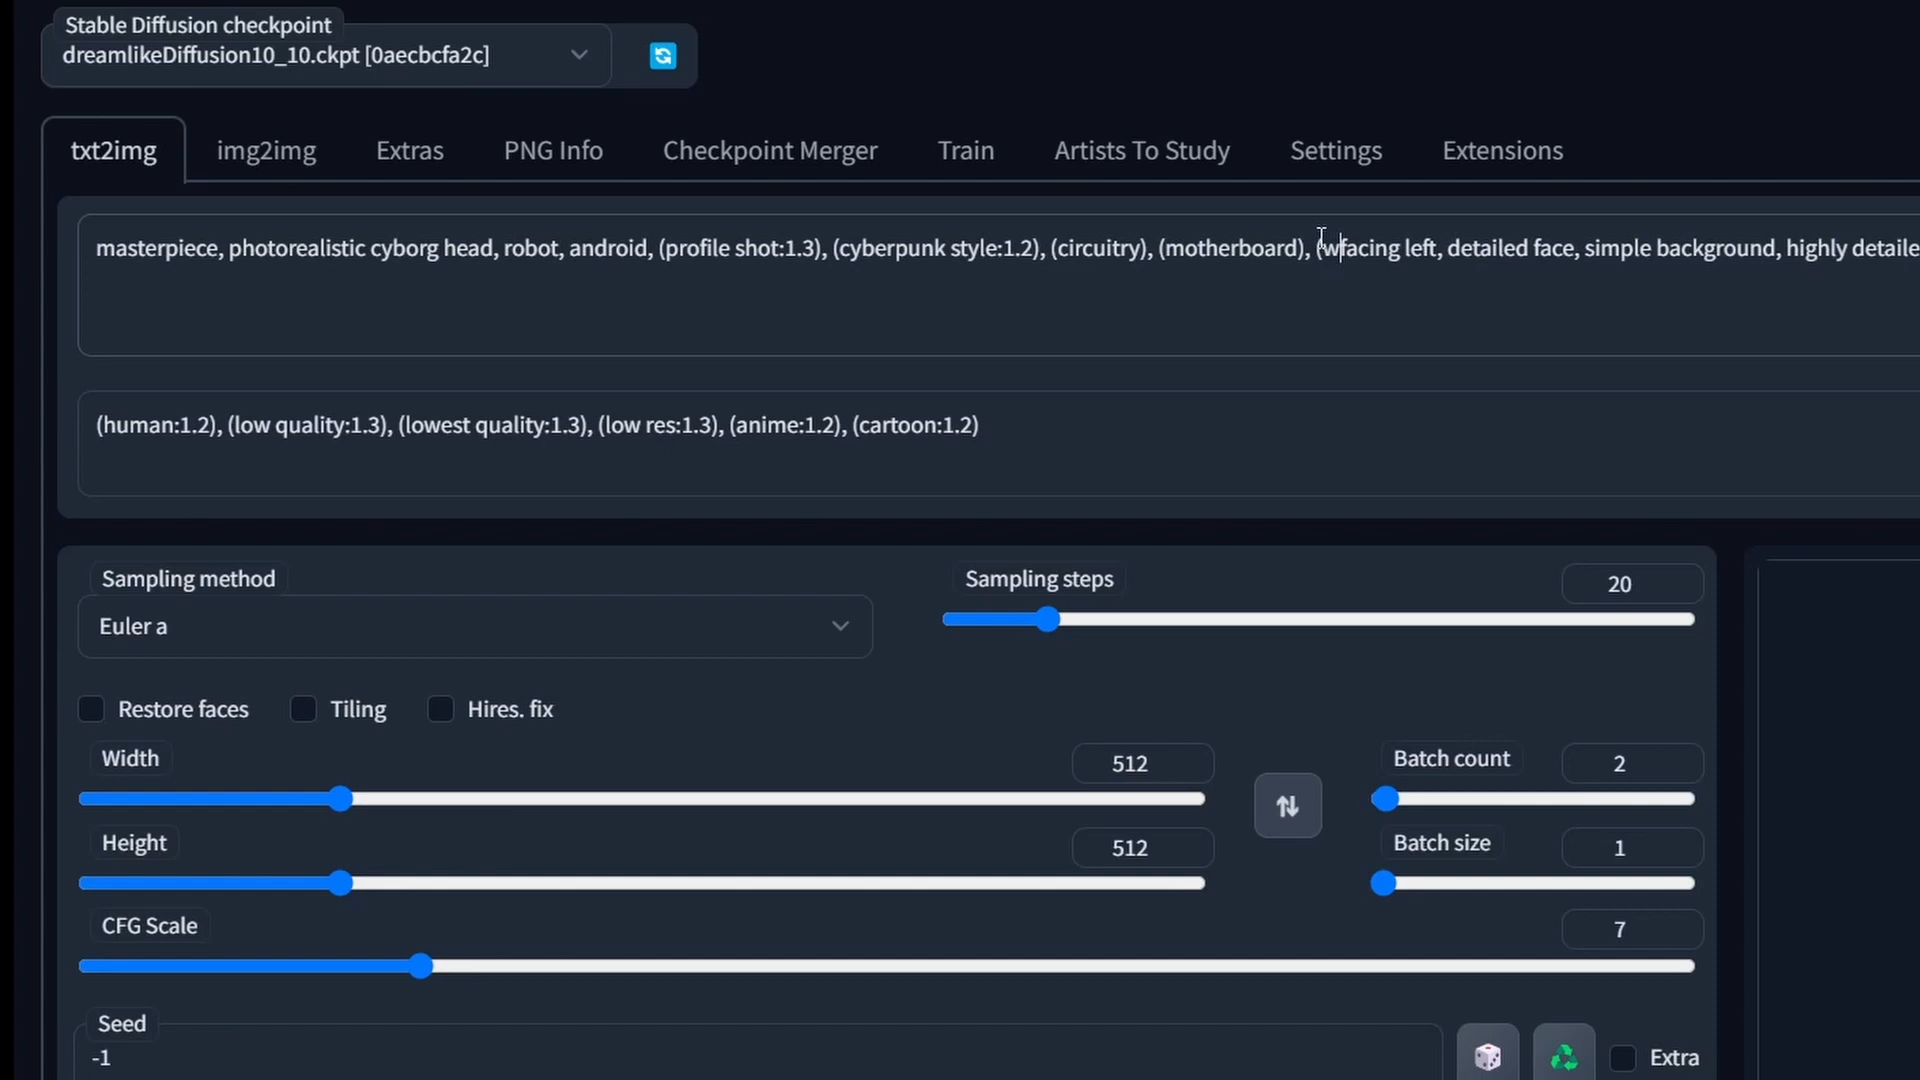 Stable Diffusion checkpoint
dreamlikeDiffusion10_10.ckpt [0aecbcfa2c]
txt2img img2img Extras PNG Info Checkpoint Merger Train Artists To Study Settings Extensions
masterpiece, photorealistic cyborg head, robot, android, (profile shot:1.3), (cyberpunk style:1.2), (circuitry), (motherboard), (wfacing left, detailed face, simple background, highly detaile
(human:1.2), (low quality:1.3), (lowest quality:1.3), (low res:1.3), (anime:1.2), (cartoon:1.2)
Sampling method Sampling steps 20
Euler a
Restore faces Tiling Hires. fix
Width 512 Batch count 2
Height 512 Batch size 1
CFG Scale 7
Seed
-1 Extra